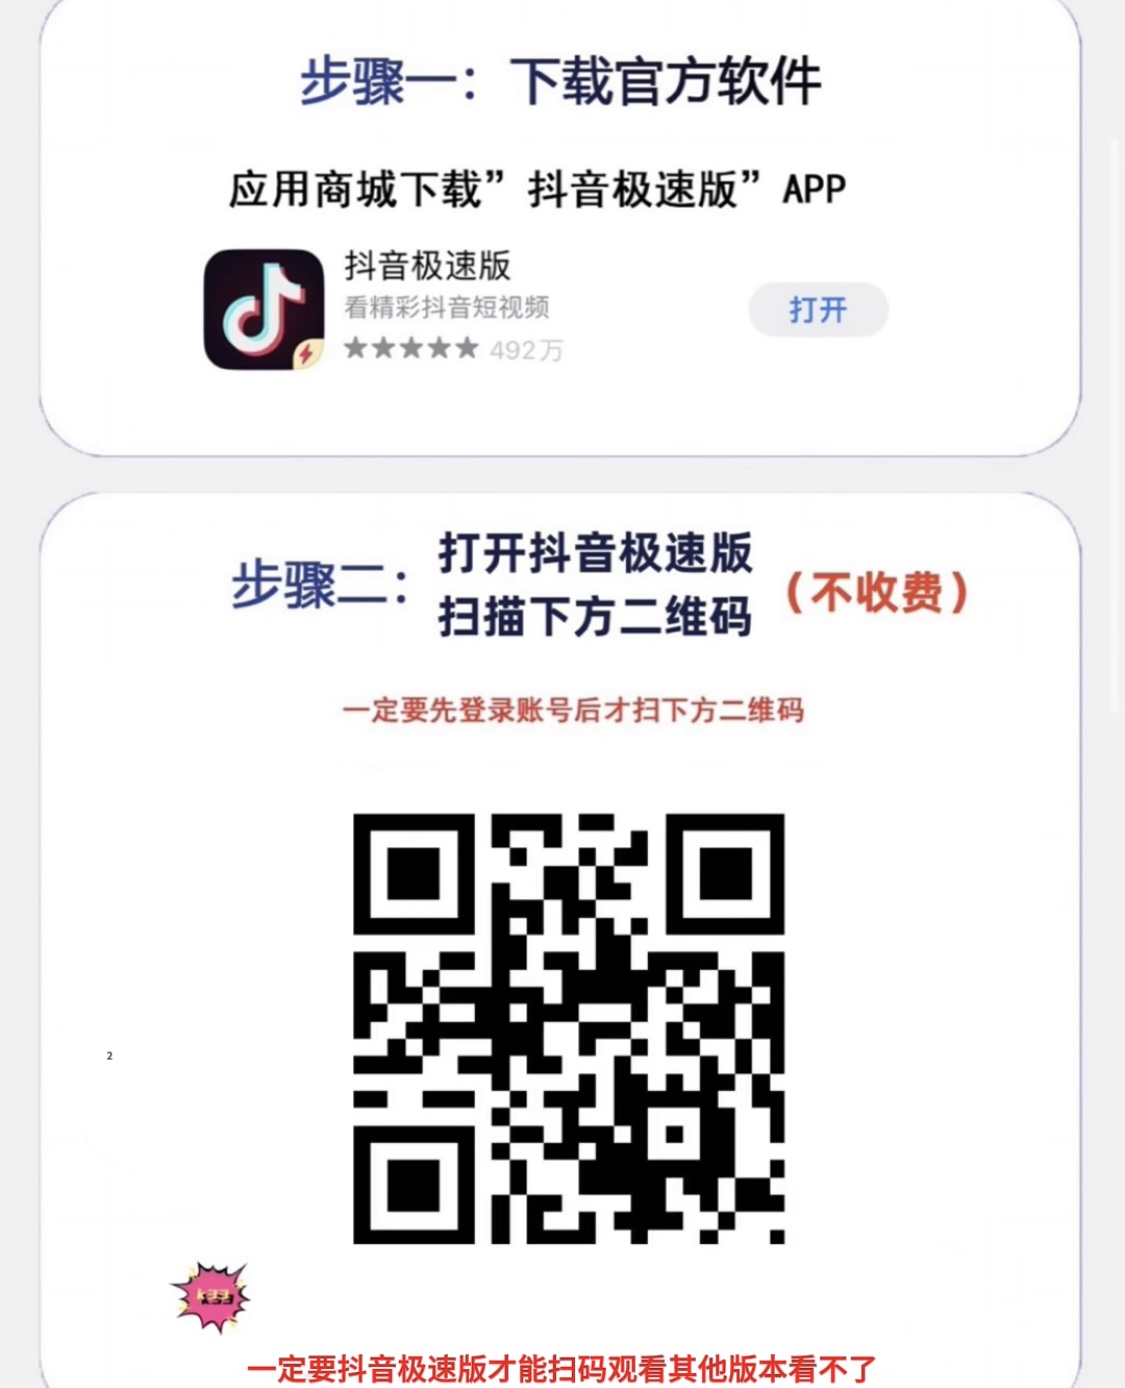 步骤一：下载官方软件
应用商城下载”抖音极速版”APP
抖音极速版
看精彩抖音短视频
★★★★★ 492万
打开
步骤二：
打开抖音极速版
扫描下方二维码
（不收费）
一定要先登录账号后才扫下方二维码
2
k33
一定要抖音极速版才能扫码观看其他版本看不了